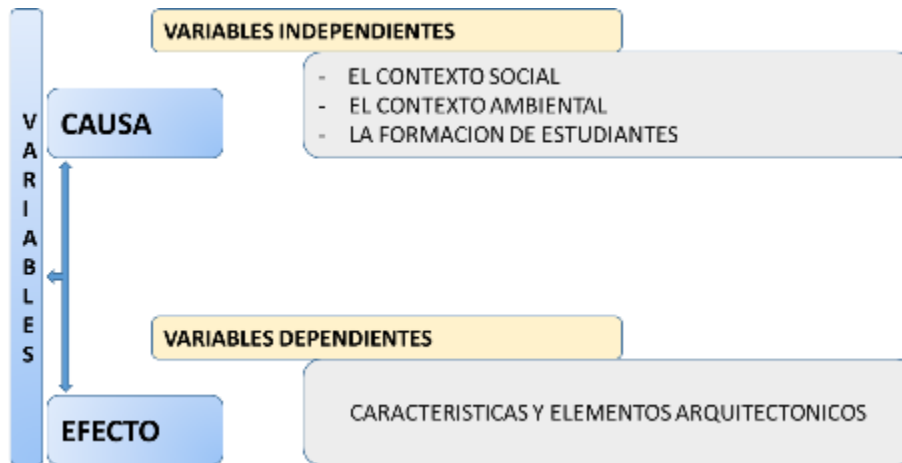 VARIABLES
VARIABLES INDEPENDIENTES
CAUSA
- EL CONTEXTO SOCIAL
- EL CONTEXTO AMBIENTAL
- LA FORMACION DE ESTUDIANTES
VARIABLES DEPENDIENTES
EFECTO
CARACTERISTICAS Y ELEMENTOS ARQUITECTONICOS